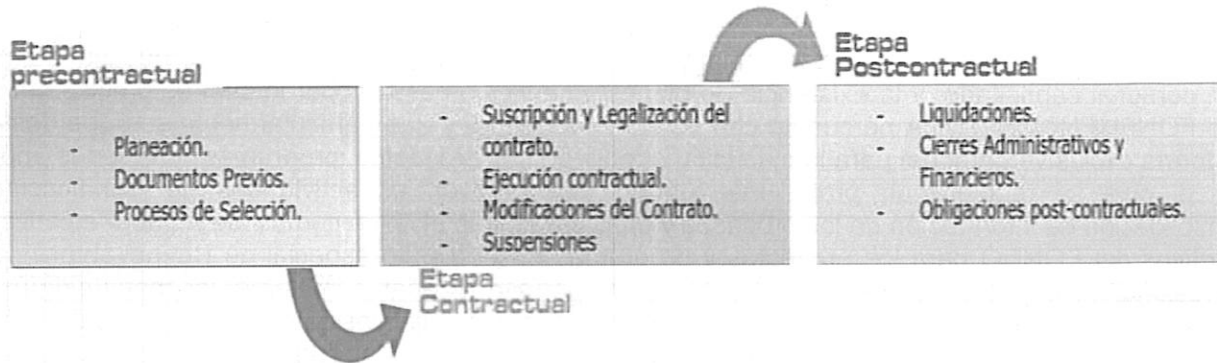 Etapa
precontractual
- Planeación.
- Documentos Previos.
- Procesos de Selección.
- Suscripción y Legalización del
contrato.
- Ejecución contractual.
- Modificaciones del Contrato.
- Suspensiones
Etapa
Contractual
Etapa
Postcontractual
- Liquidaciones.
- Cierres Administrativos y
Financieros.
- Obligaciones post-contractuales.